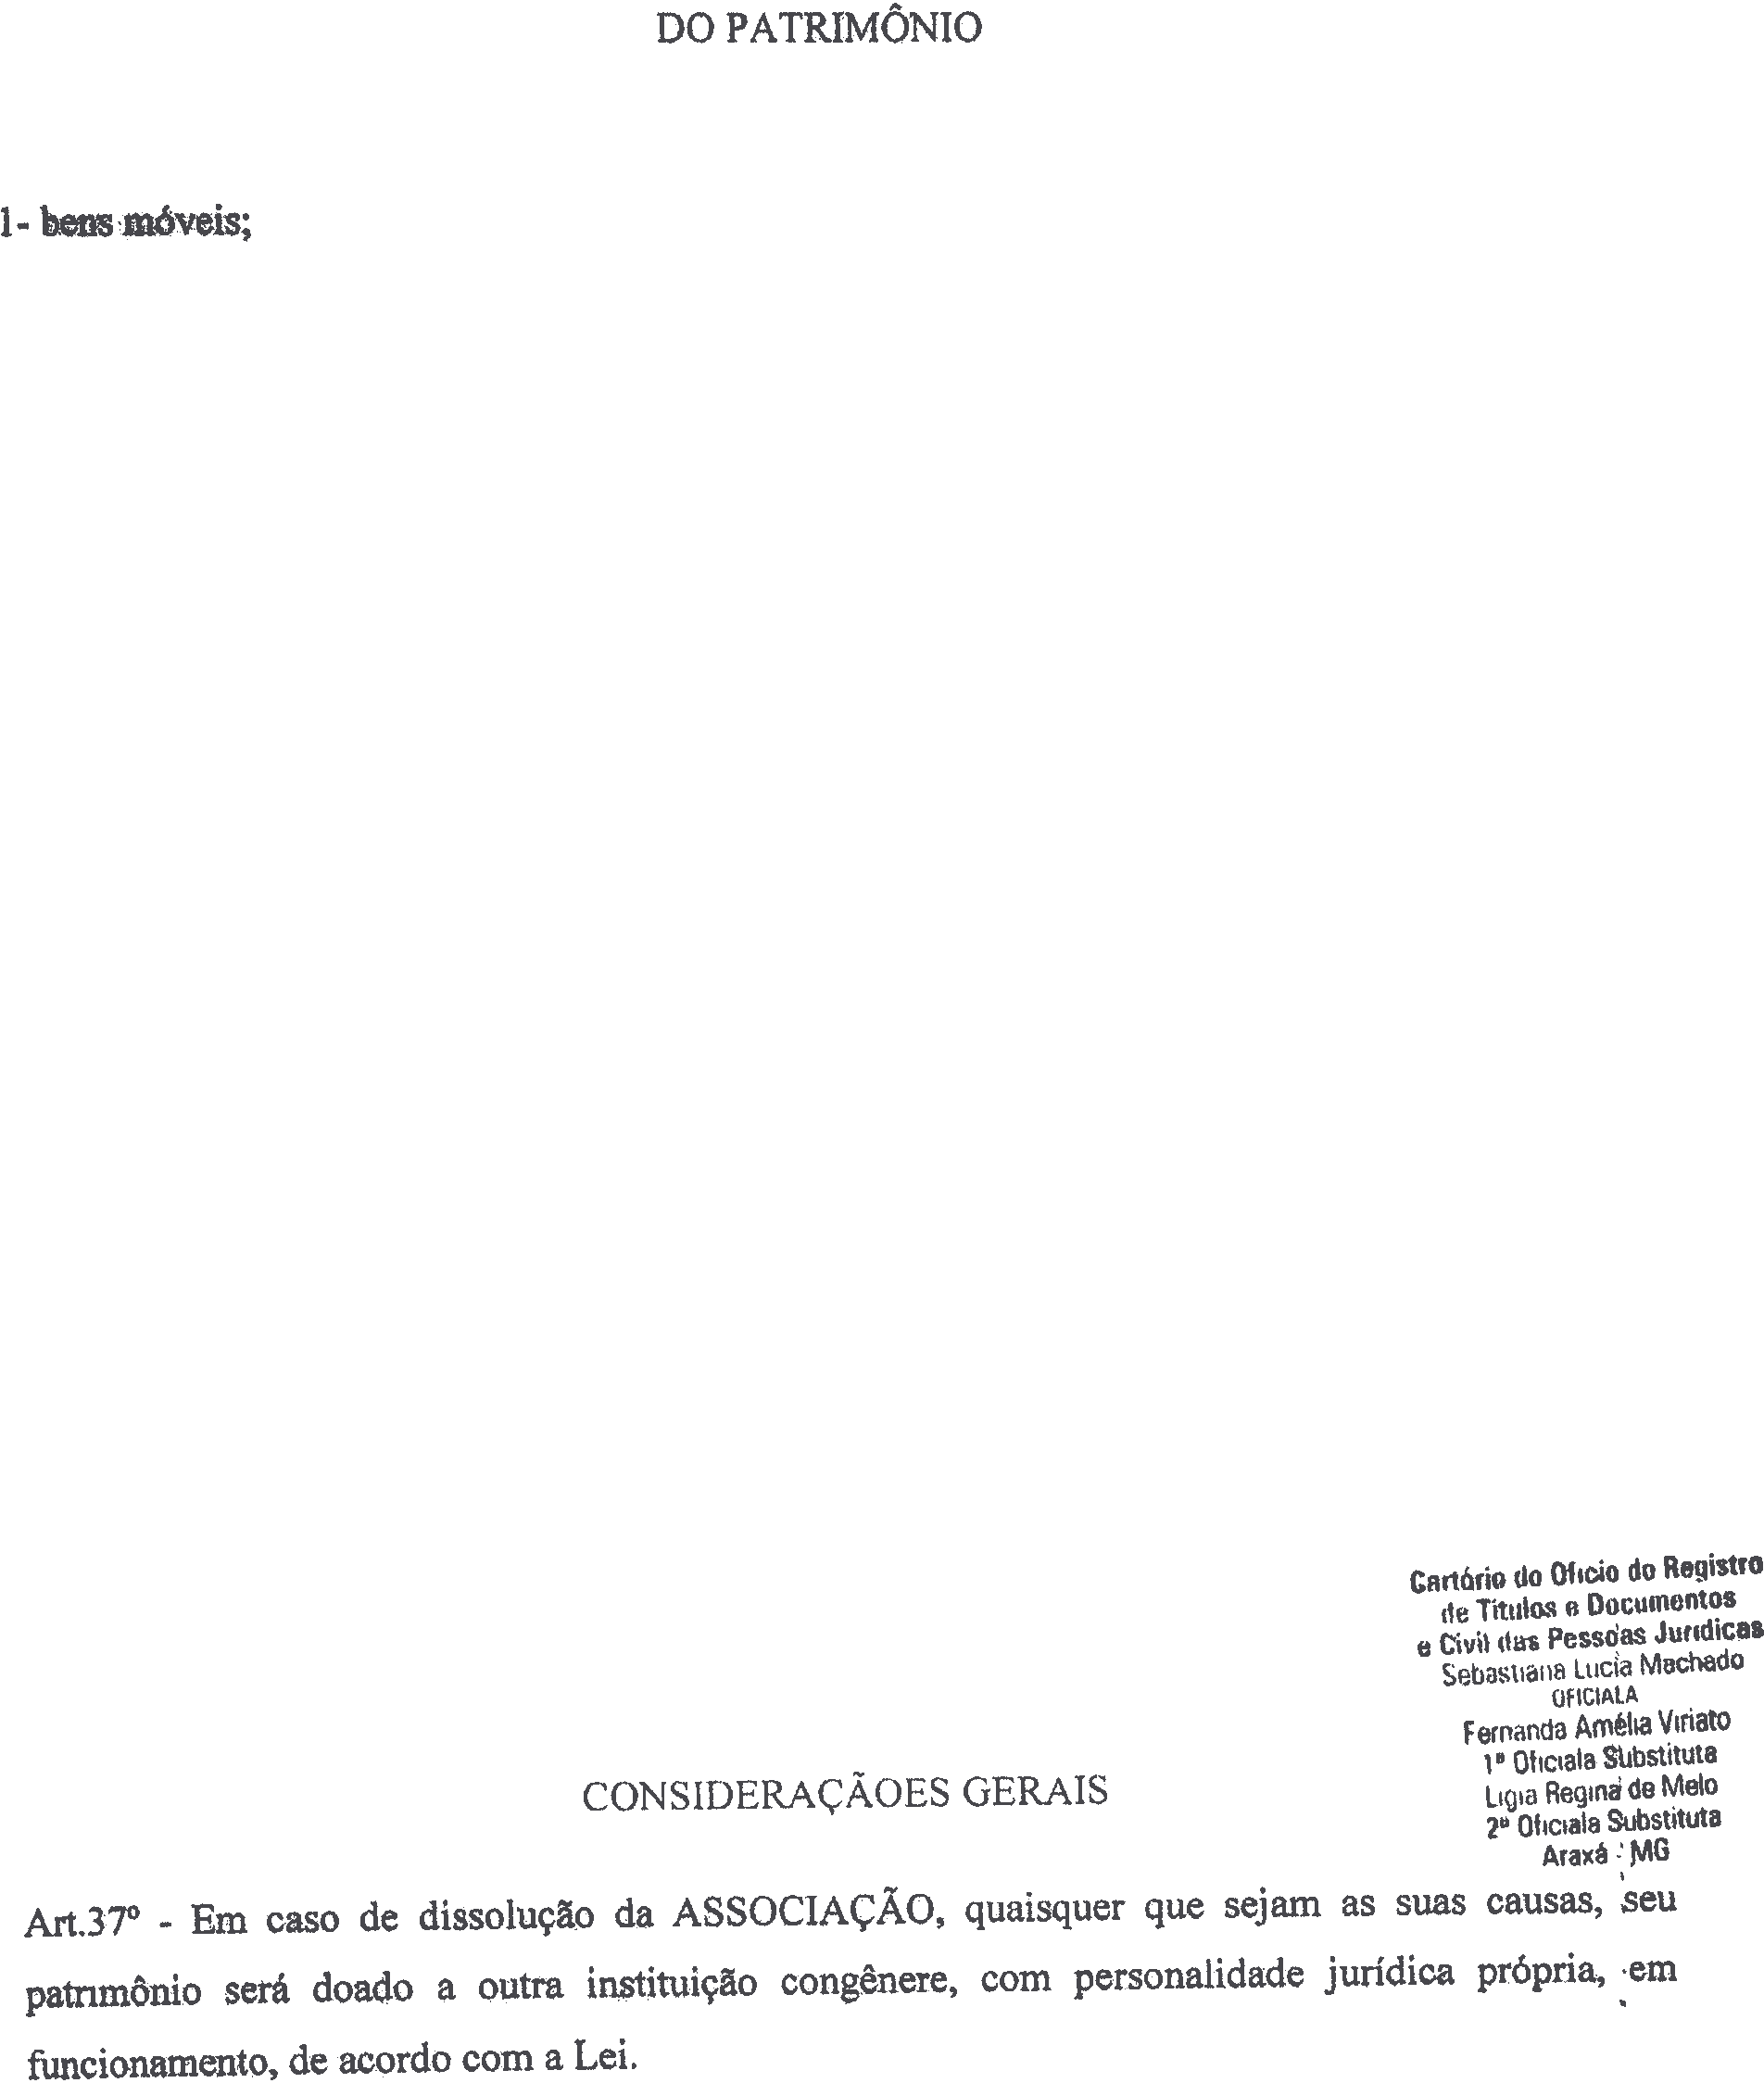 DO PATRIMÔNIO
1- bens móveis;
Cartório do Oficio do Registro
de Titulos e Documentos
e Civil das Pessoas Juridicas
Sebastiana Lucia Machado
OFICIALA
Fernanda Amélia Viriato
1ª Oficiala Substituta
Ligia Regina de Melo
2ª Oficiala Substituta
Araxá - MG
CONSIDERAÇÃOES GERAIS
Art.37º - Em caso de dissolução da ASSOCIAÇÃO, quaisquer que sejam as suas causas, seu
patrimônio será doado a outra instituição congênere, com personalidade jurídica própria, em
funcionamento, de acordo com a Lei.